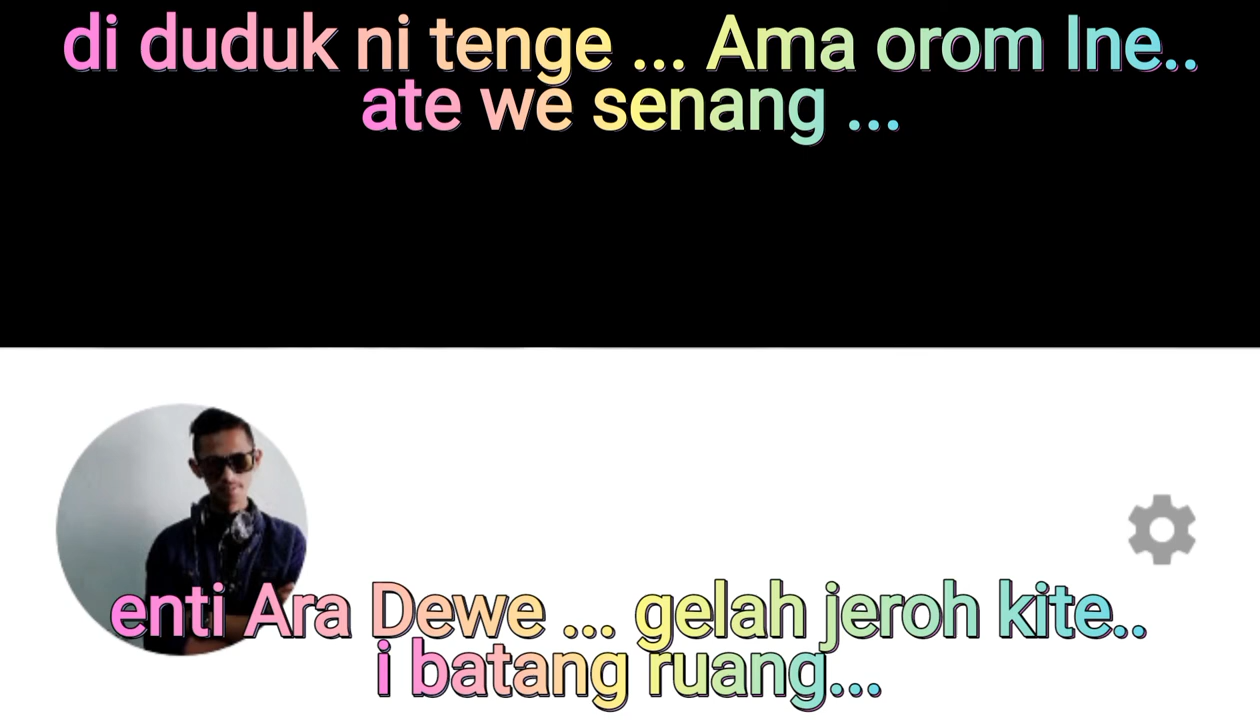 di duduk ni tenge ... Ama orom Ine..
ate we senang ...
enti Ara Dewe ... gelah jeroh kite..
i batang ruang...